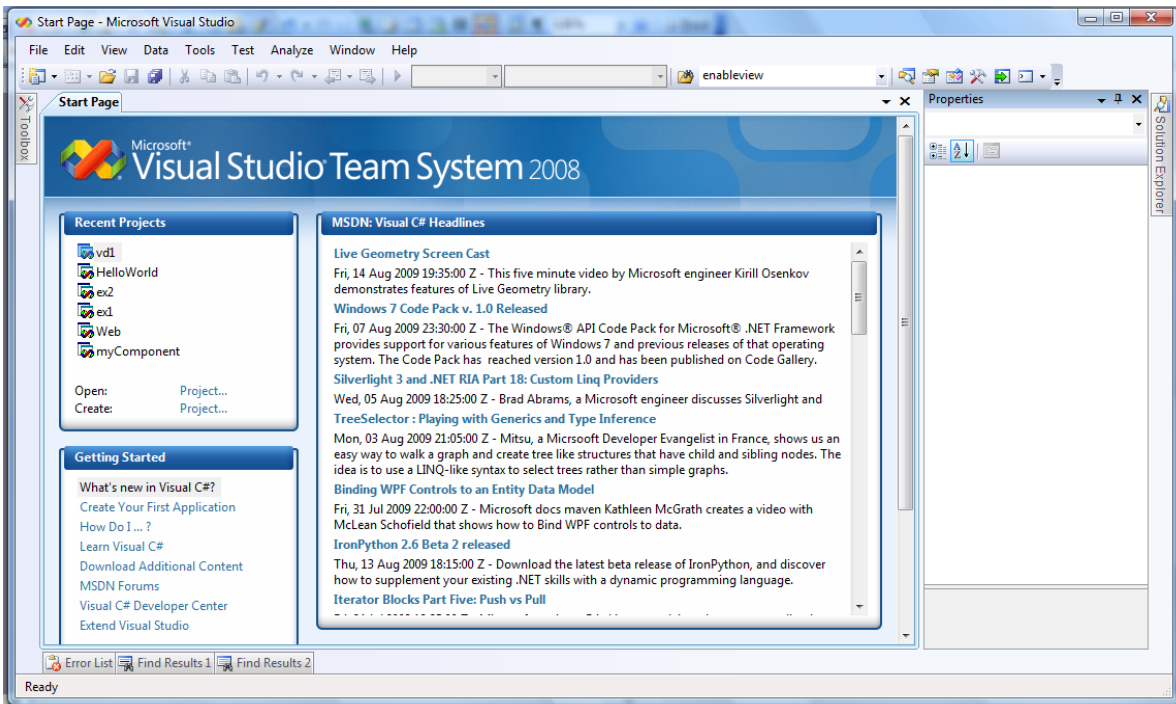 Start Page - Microsoft Visual Studio
File Edit View Data Tools Test Analyze Window Help
enableview
Toolbox
Start Page
Microsoft®
Visual Studio Team System 2008
Recent Projects
vd1
HelloWorld
ex2
ex1
Web
myComponent
Open: Project...
Create: Project...
Getting Started
What's new in Visual C#?
Create Your First Application
How Do I ... ?
Learn Visual C#
Download Additional Content
MSDN Forums
Visual C# Developer Center
Extend Visual Studio
MSDN: Visual C# Headlines
Live Geometry Screen Cast
Fri, 14 Aug 2009 19:35:00 Z - This five minute video by Microsoft engineer Kirill Osenkov
demonstrates features of Live Geometry library.
Windows 7 Code Pack v. 1.0 Released
Fri, 07 Aug 2009 23:30:00 Z - The Windows® API Code Pack for Microsoft® .NET Framework
provides support for various features of Windows 7 and previous releases of that operating
system. The Code Pack has reached version 1.0 and has been published on Code Gallery.
Silverlight 3 and .NET RIA Part 18: Custom Linq Providers
Wed, 05 Aug 2009 18:25:00 Z - Brad Abrams, a Microsoft engineer discusses Silverlight and
TreeSelector : Playing with Generics and Type Inference
Mon, 03 Aug 2009 21:05:00 Z - Mitsu, a Micrsoft Developer Evangelist in France, shows us an
easy way to walk a graph and create tree like structures that have child and sibling nodes. The
idea is to use a LINQ-like syntax to select trees rather than simple graphs.
Binding WPF Controls to an Entity Data Model
Fri, 31 Jul 2009 22:00:00 Z - Microsoft docs maven Kathleen McGrath creates a video with
McLean Schofield that shows how to Bind WPF controls to data.
IronPython 2.6 Beta 2 released
Thu, 13 Aug 2009 18:15:00 Z - Download the latest beta release of IronPython, and discover
how to supplement your existing .NET skills with a dynamic programming language.
Iterator Blocks Part Five: Push vs Pull
Properties
Solution Explorer
Error List Find Results 1 Find Results 2
Ready